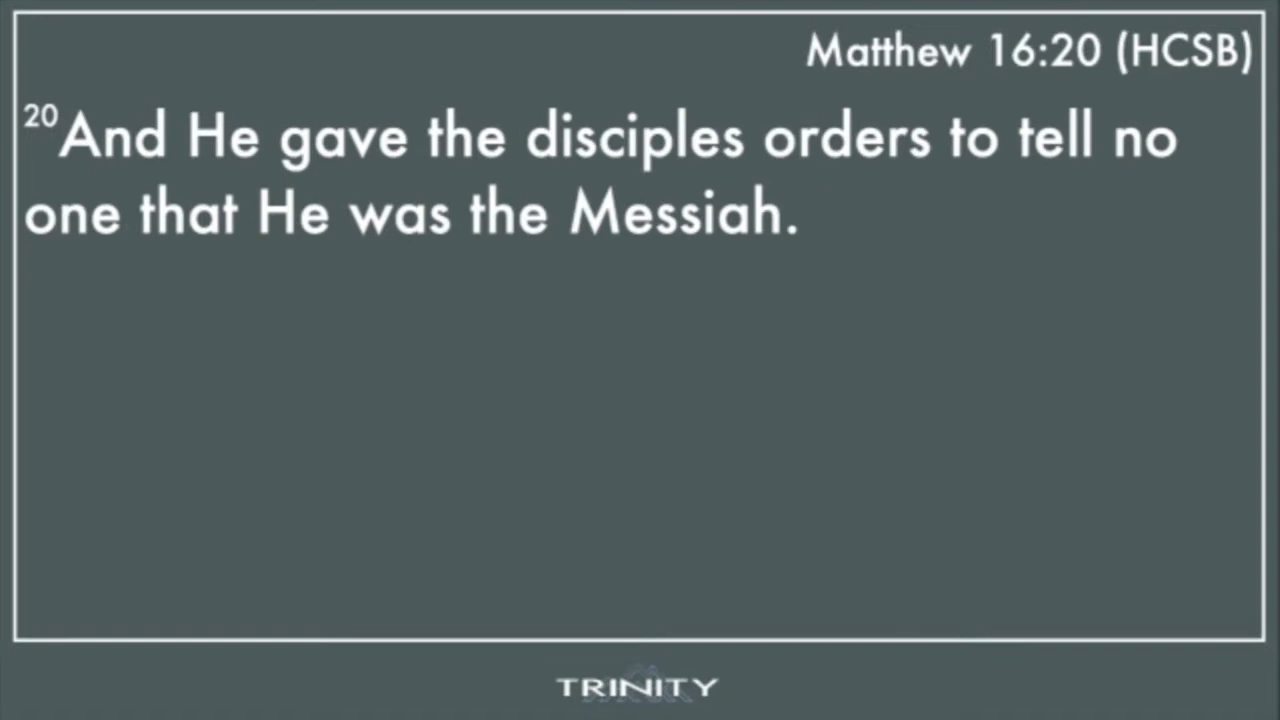 Matthew 16:20 (HCSB)
20And He gave the disciples orders to tell no
one that He was the Messiah.
TRINITY